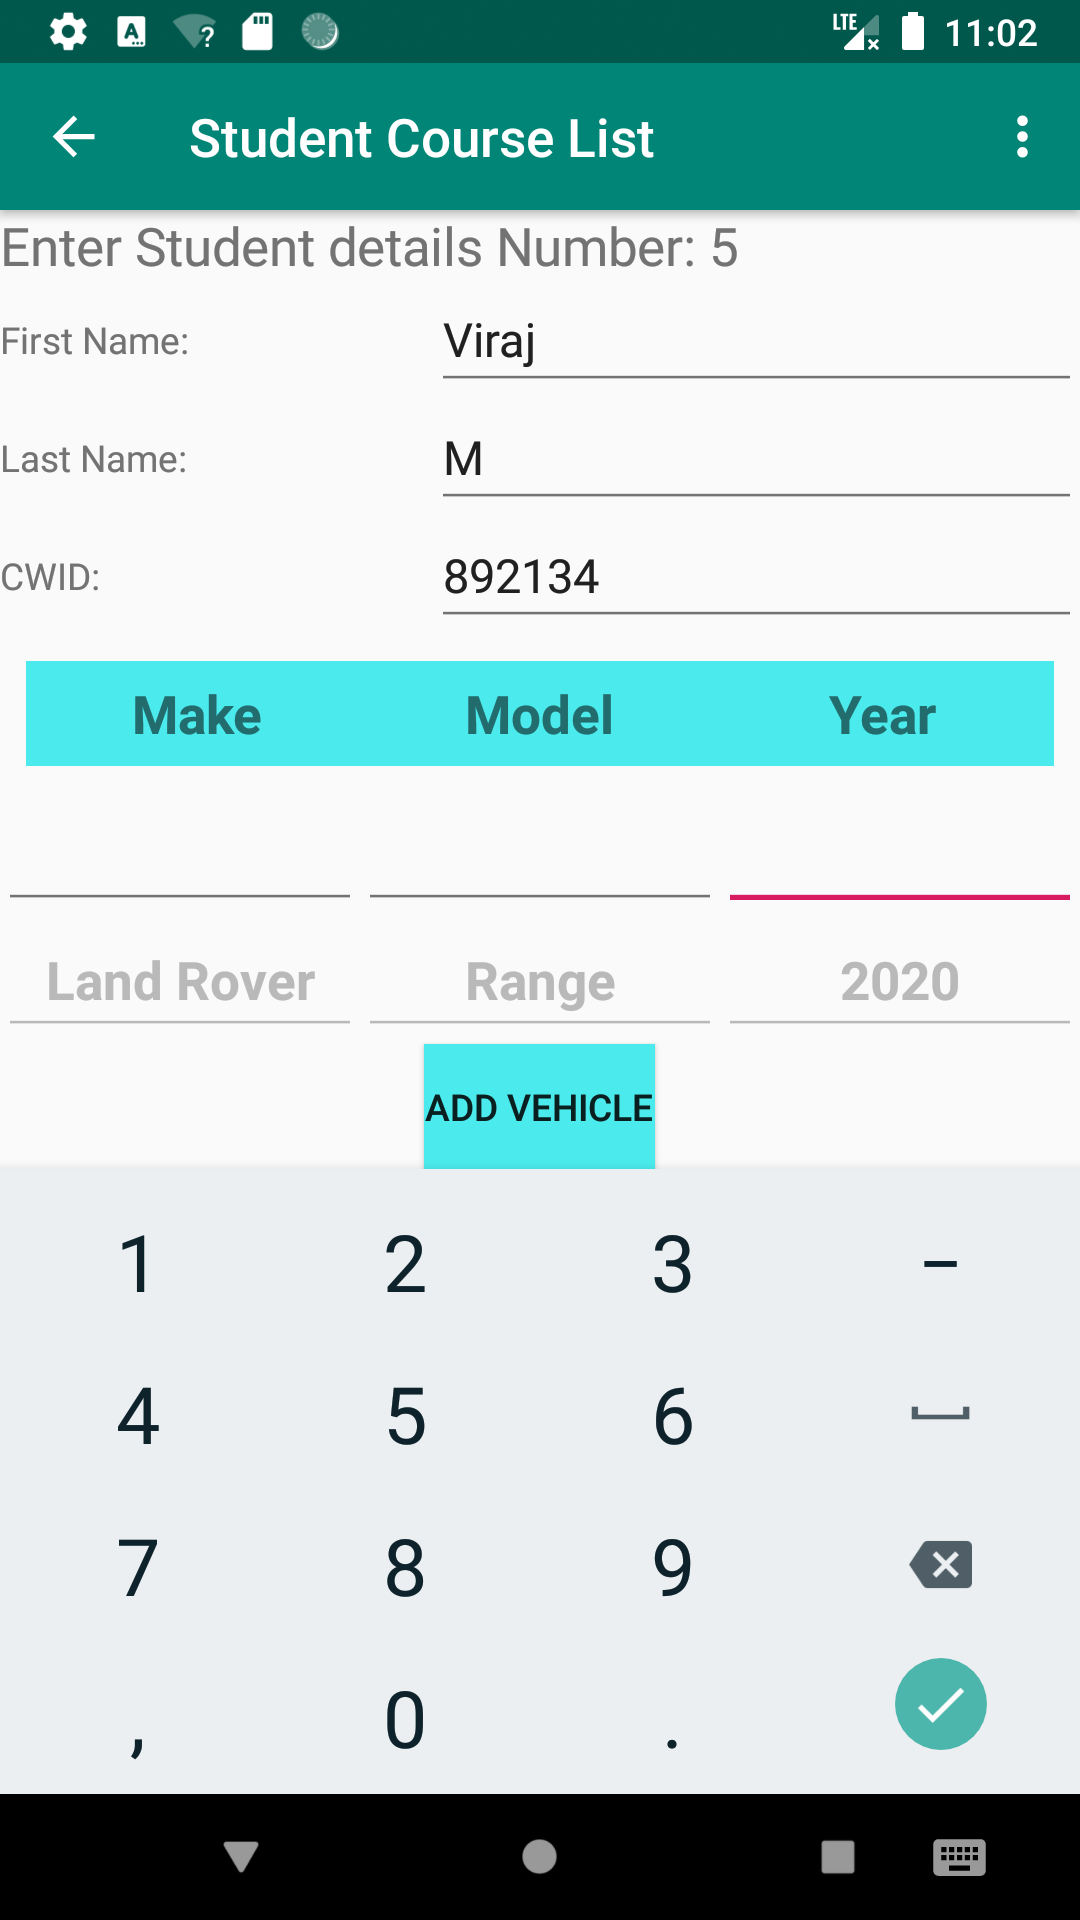 LTE 11:02
Student Course List
Enter Student details Number: 5
First Name: Viraj
Last Name: M
CWID: 892134
Make Model Year
Land Rover Range 2020
ADD VEHICLE
1 2 3 –
4 5 6
7 8 9
, 0 .